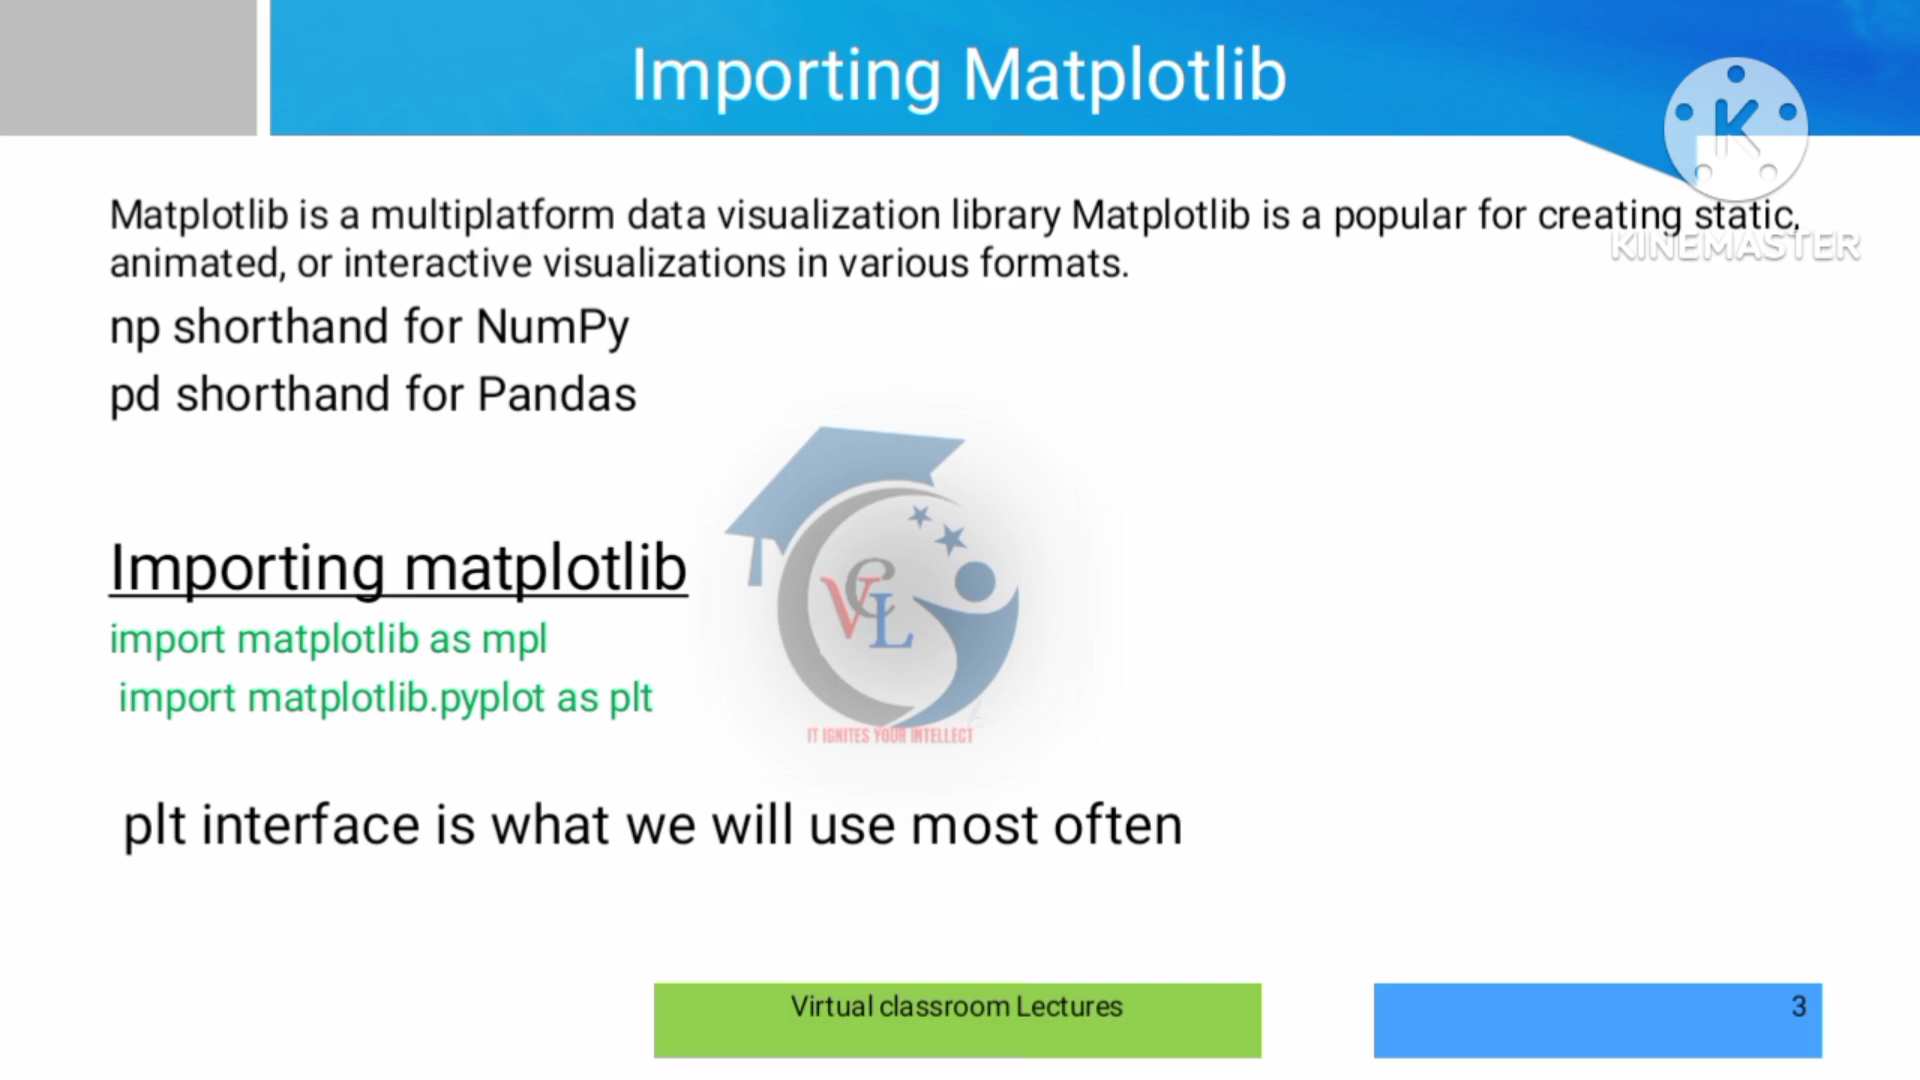 Importing Matplotlib
K
KINEMASTER
Matplotlib is a multiplatform data visualization library Matplotlib is a popular for creating static,
animated, or interactive visualizations in various formats.
np shorthand for NumPy
pd shorthand for Pandas
VCL
IT IGNITES YOUR INTELLECT
Importing matplotlib
import matplotlib as mpl
import matplotlib.pyplot as plt
plt interface is what we will use most often
Virtual classroom Lectures
3